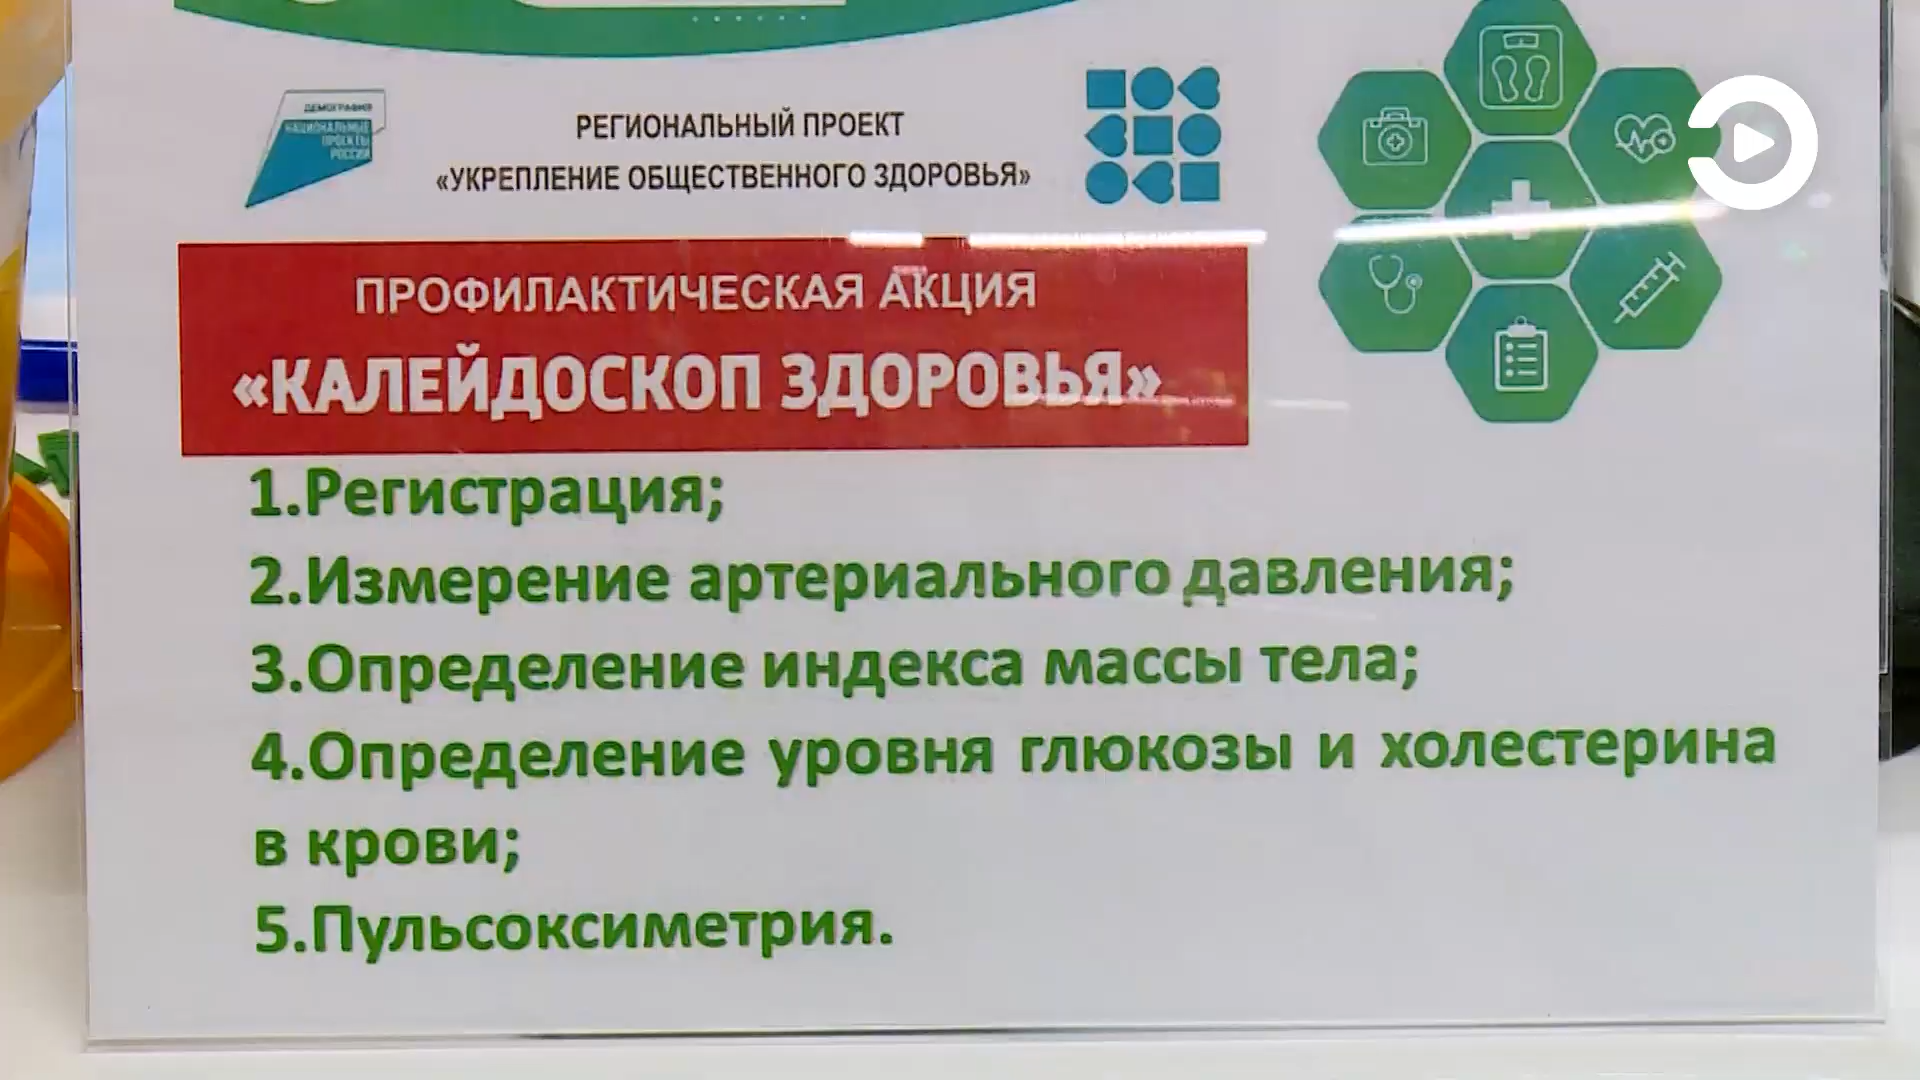 ДЕМОГРАФИЯ
НАЦИОНАЛЬНЫЕ
ПРОЕКТЫ
РОССИИ
РЕГИОНАЛЬНЫЙ ПРОЕКТ
«УКРЕПЛЕНИЕ ОБЩЕСТВЕННОГО ЗДОРОВЬЯ»
ПРОФИЛАКТИЧЕСКАЯ АКЦИЯ
«КАЛЕЙДОСКОП ЗДОРОВЬЯ»
1.Регистрация;
2.Измерение артериального давления;
3.Определение индекса массы тела;
4.Определение уровня глюкозы и холестерина
в крови;
5.Пульсоксиметрия.